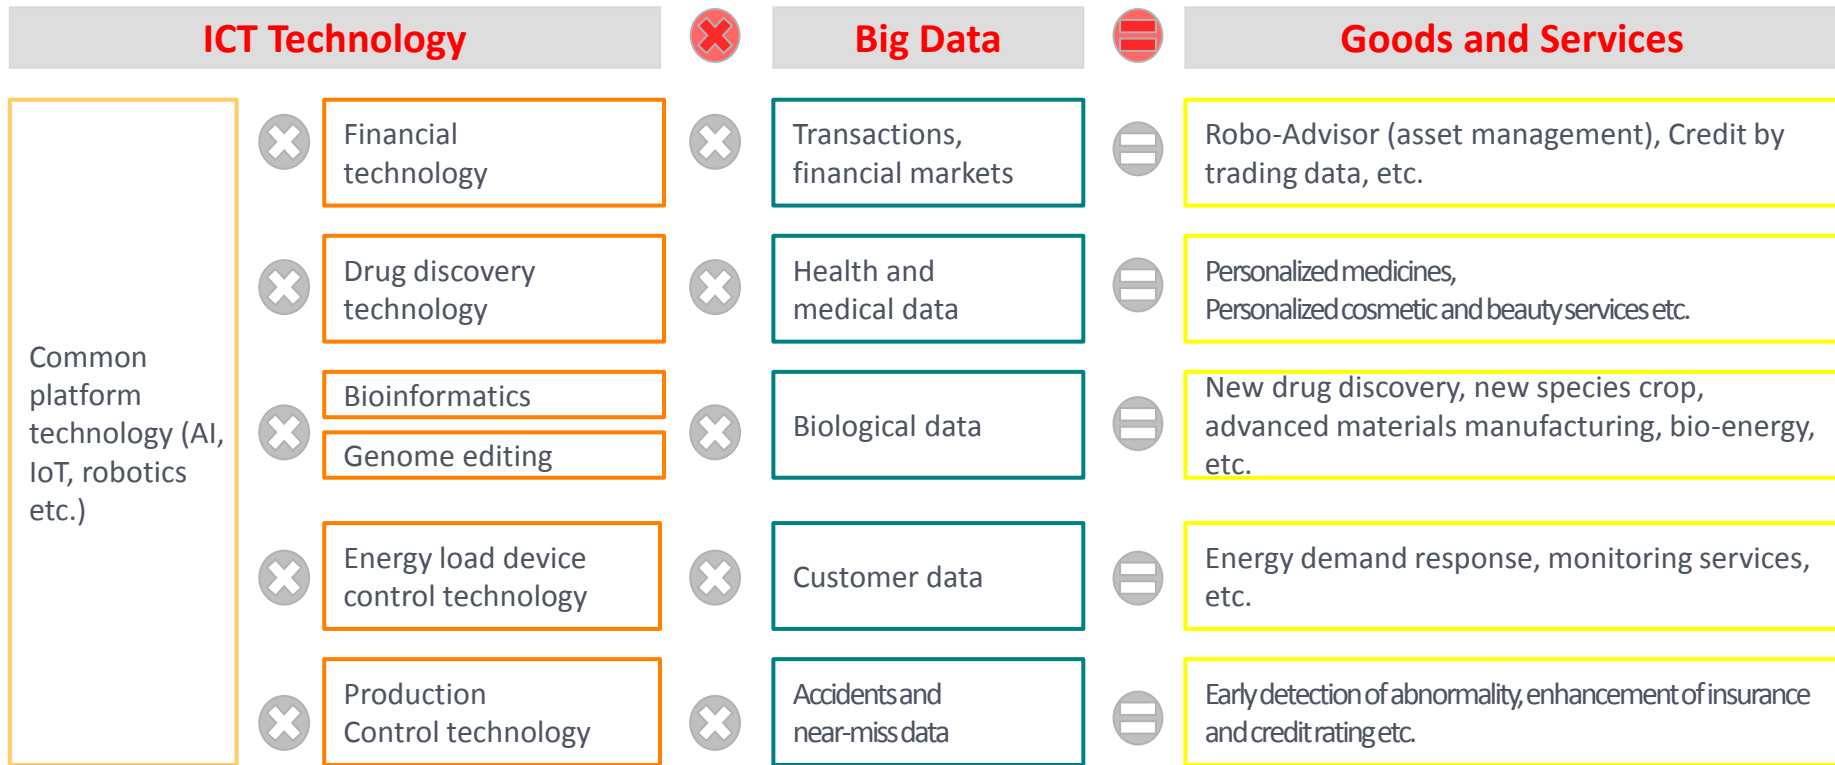 ICT Technology
Big Data
Goods and Services
Common
platform
technology (AI,
IoT, robotics
etc.)
Financial
technology
Transactions,
financial markets
Robo-Advisor (asset management), Credit by
trading data, etc.
Drug discovery
technology
Health and
medical data
Personalized medicines,
Personalized cosmetic and beauty services etc.
Bioinformatics
Genome editing
Biological data
New drug discovery, new species crop,
advanced materials manufacturing, bio-energy,
etc.
Energy load device
control technology
Customer data
Energy demand response, monitoring services,
etc.
Production
Control technology
Accidents and
near-miss data
Early detection of abnormality, enhancement of insurance
and credit rating etc.